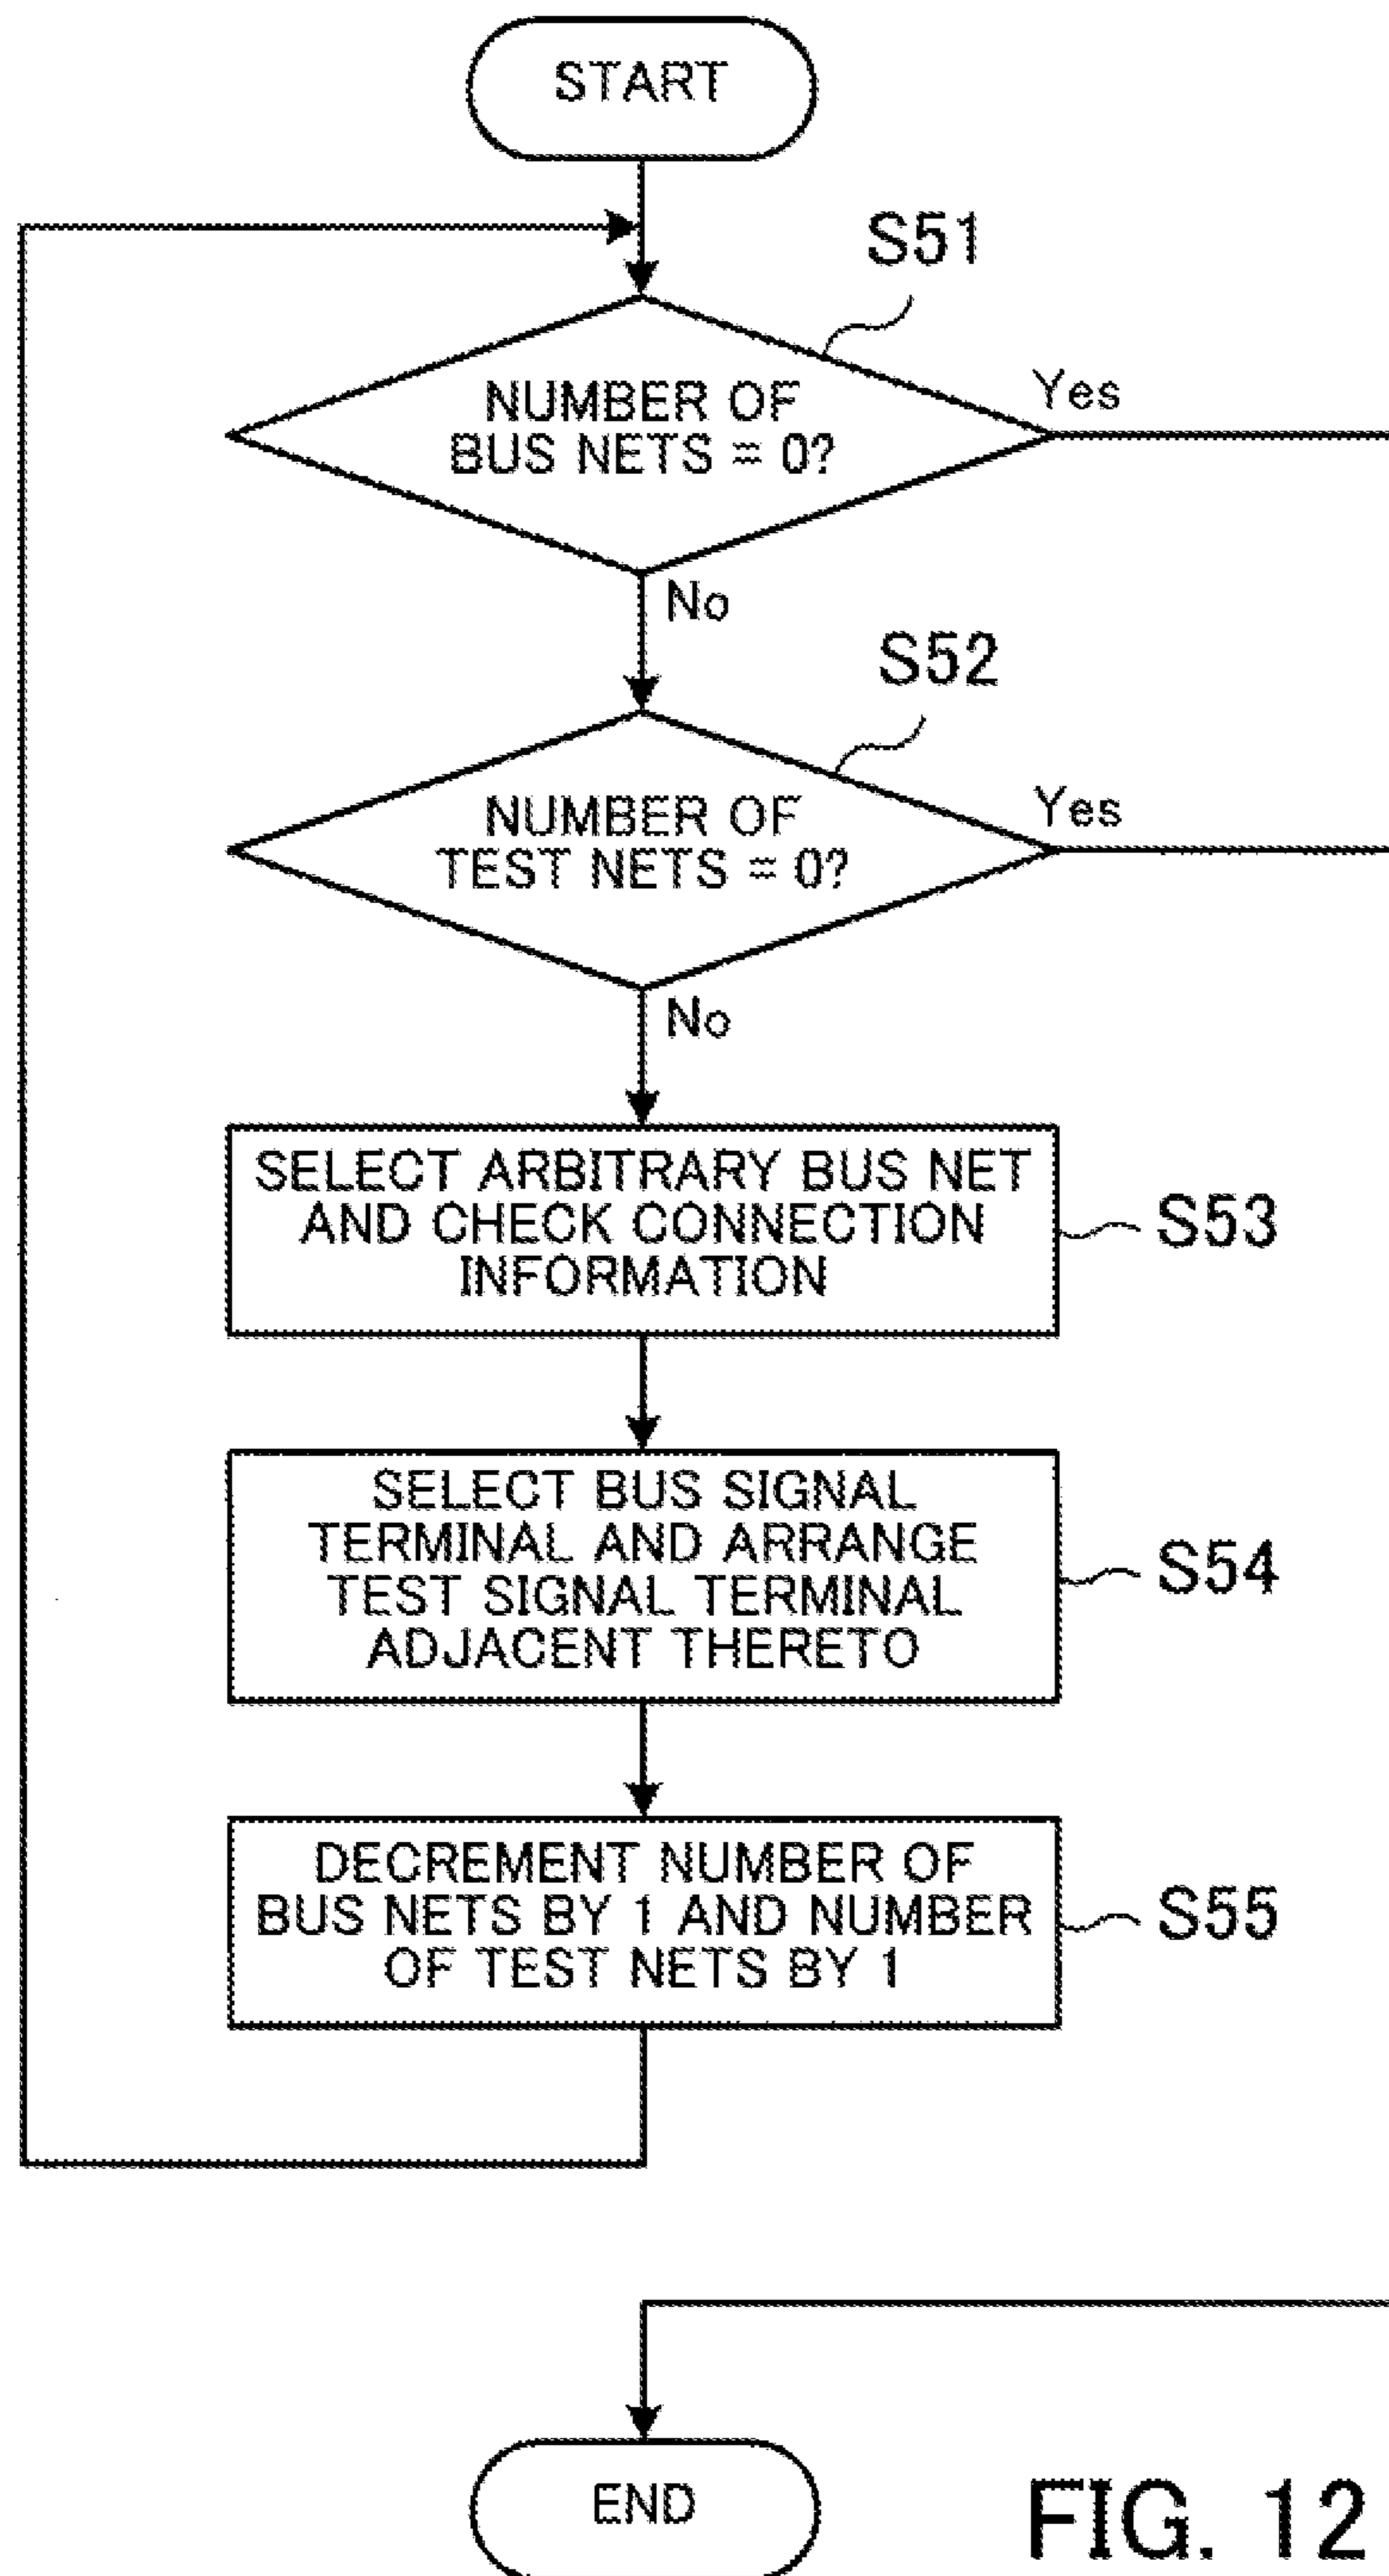 START
S51
NUMBER OF
BUS NETS = 0?
Yes
No
S52
NUMBER OF
TEST NETS = 0?
Yes
No
SELECT ARBITRARY BUS NET
AND CHECK CONNECTION
INFORMATION
S53
SELECT BUS SIGNAL
TERMINAL AND ARRANGE
TEST SIGNAL TERMINAL
ADJACENT THERETO
S54
DECREMENT NUMBER OF
BUS NETS BY 1 AND NUMBER
OF TEST NETS BY 1
S55
END
FIG. 12